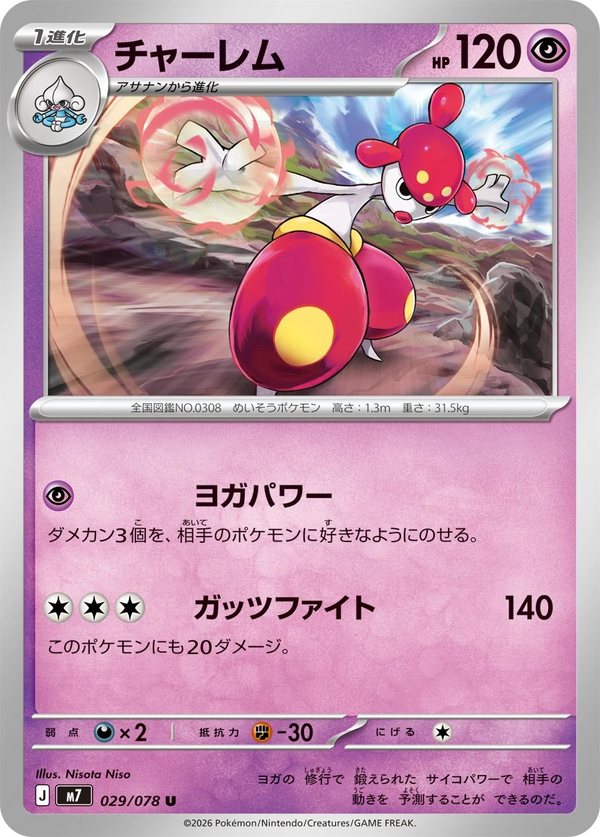 1進化
チャーレム
HP 120
アサナンから進化
全国図鑑NO.0308 めいそうポケモン 高さ：1.3m 重さ：31.5kg
ヨガパワー
ダメカン3個を、相手のポケモンに好きなようにのせる。
ガッツファイト 140
このポケモンにも20ダメージ。
弱点 ×2 抵抗力 -30 にげる
Illus. Nisota Niso
ヨガの 修行で 鍛えられた サイコパワーで 相手の
動きを 予測することが できるのだ。
J M7 029/078 U
©2026 Pokémon/Nintendo/Creatures/GAME FREAK.